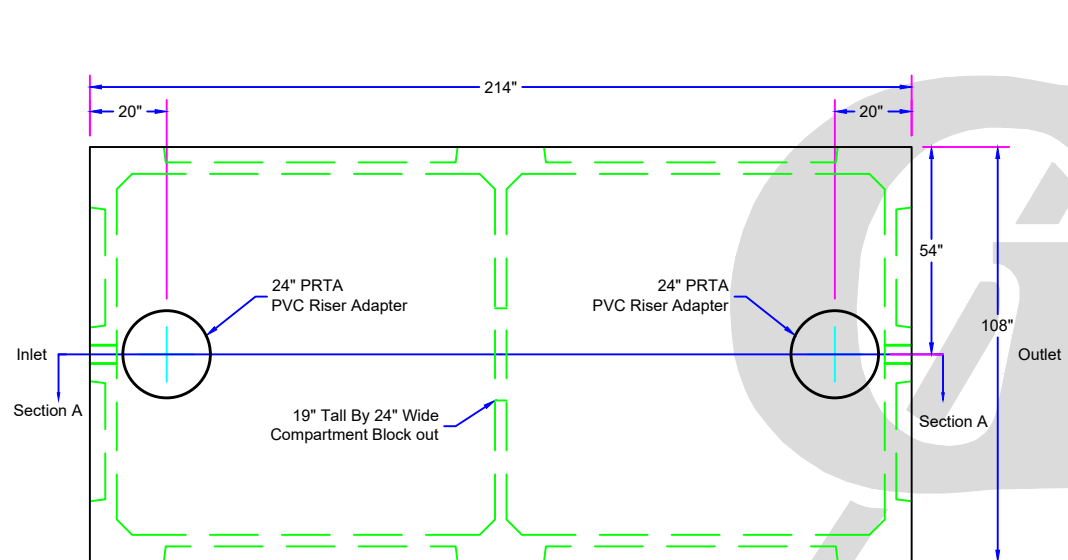 214"
20"
20"
54"
24" PRTA
PVC Riser Adapter
24" PRTA
PVC Riser Adapter
108"
Inlet
Outlet
Section A
19" Tall By 24" Wide
Compartment Block out
Section A